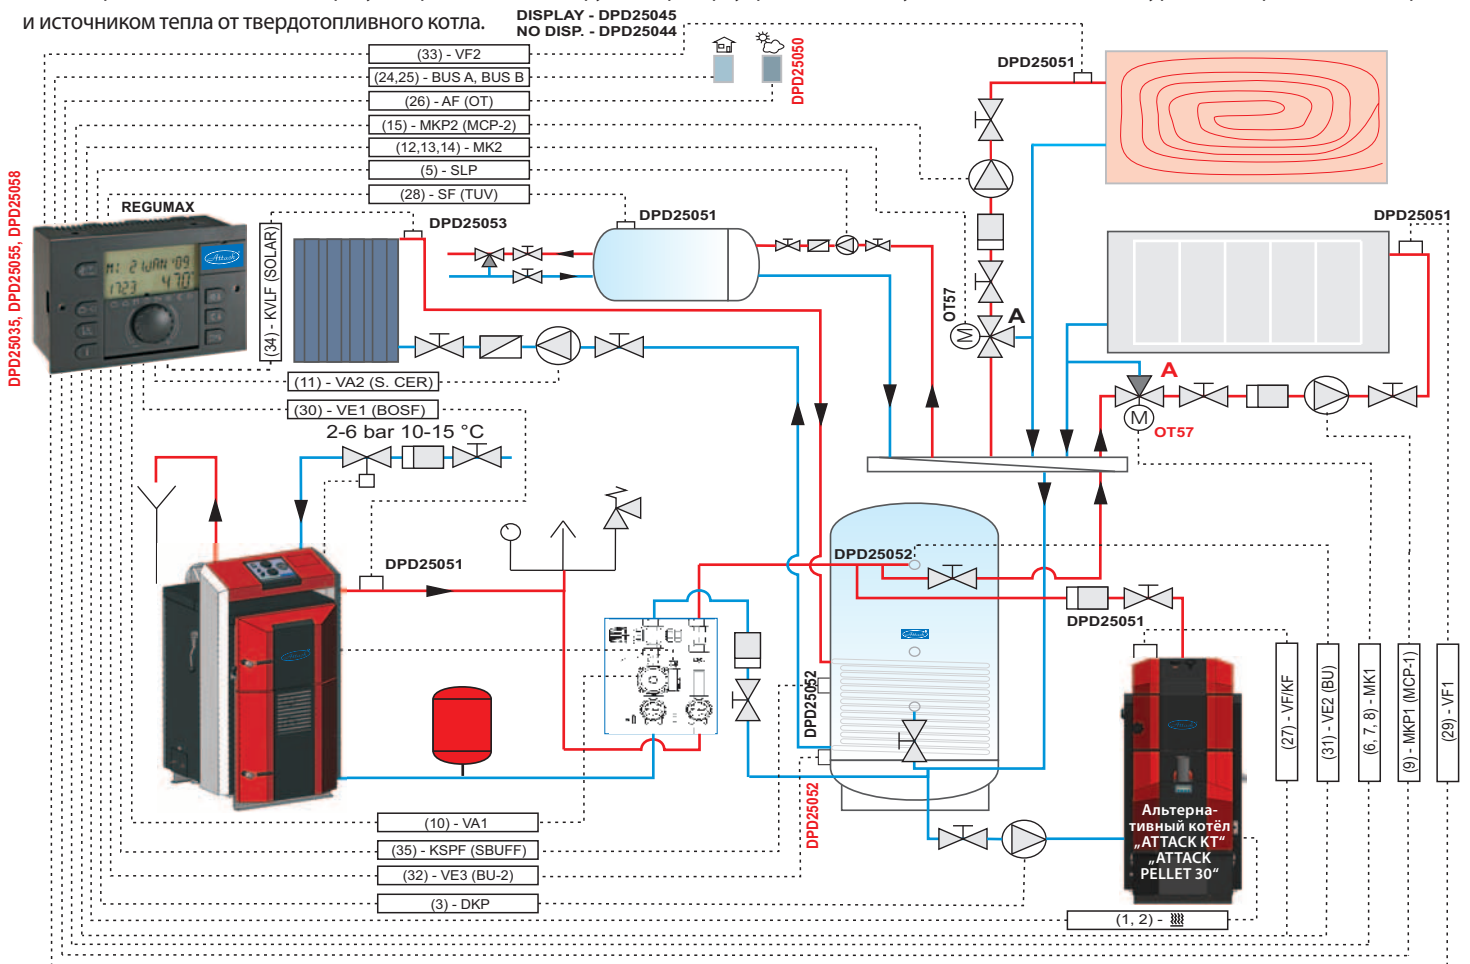 и источником тепла от твердотопливного котла.
DISPLAY - DPD25045
NO DISP. - DPD25044
DPD25050
(33) - VF2
(24,25) - BUS A, BUS B
(26) - AF (OT)
(15) - MKP2 (MCP-2)
(12,13,14) - MK2
(5) - SLP
(28) - SF (TUV)
DPD25051
DPD25035, DPD25055, DPD25058
REGUMAX
Attack
M: 21JAN '09
(34) - KVLF (SOLAR)
DPD25053
DPD25051
DPD25051
OT57
M
A
A
M
OT57
(11) - VA2 (S. CER)
(30) - VE1 (BOSF)
2-6 bar 10-15 °C
DPD25051
DPD25052
DPD25051
Attack
DPD25052
DPD25052
(10) - VA1
(35) - KSPF (SBUFF)
(32) - VE3 (BU-2)
(3) - DKP
(1, 2) -
Альтерна-
тивный котёл
„ATTACK KT“
„ATTACK
PELLET 30“
(27) - VF/KF
(31) - VE2 (BU)
(6, 7, 8) - MK1
(9) - MKP1 (MCP-1)
(29) - VF1